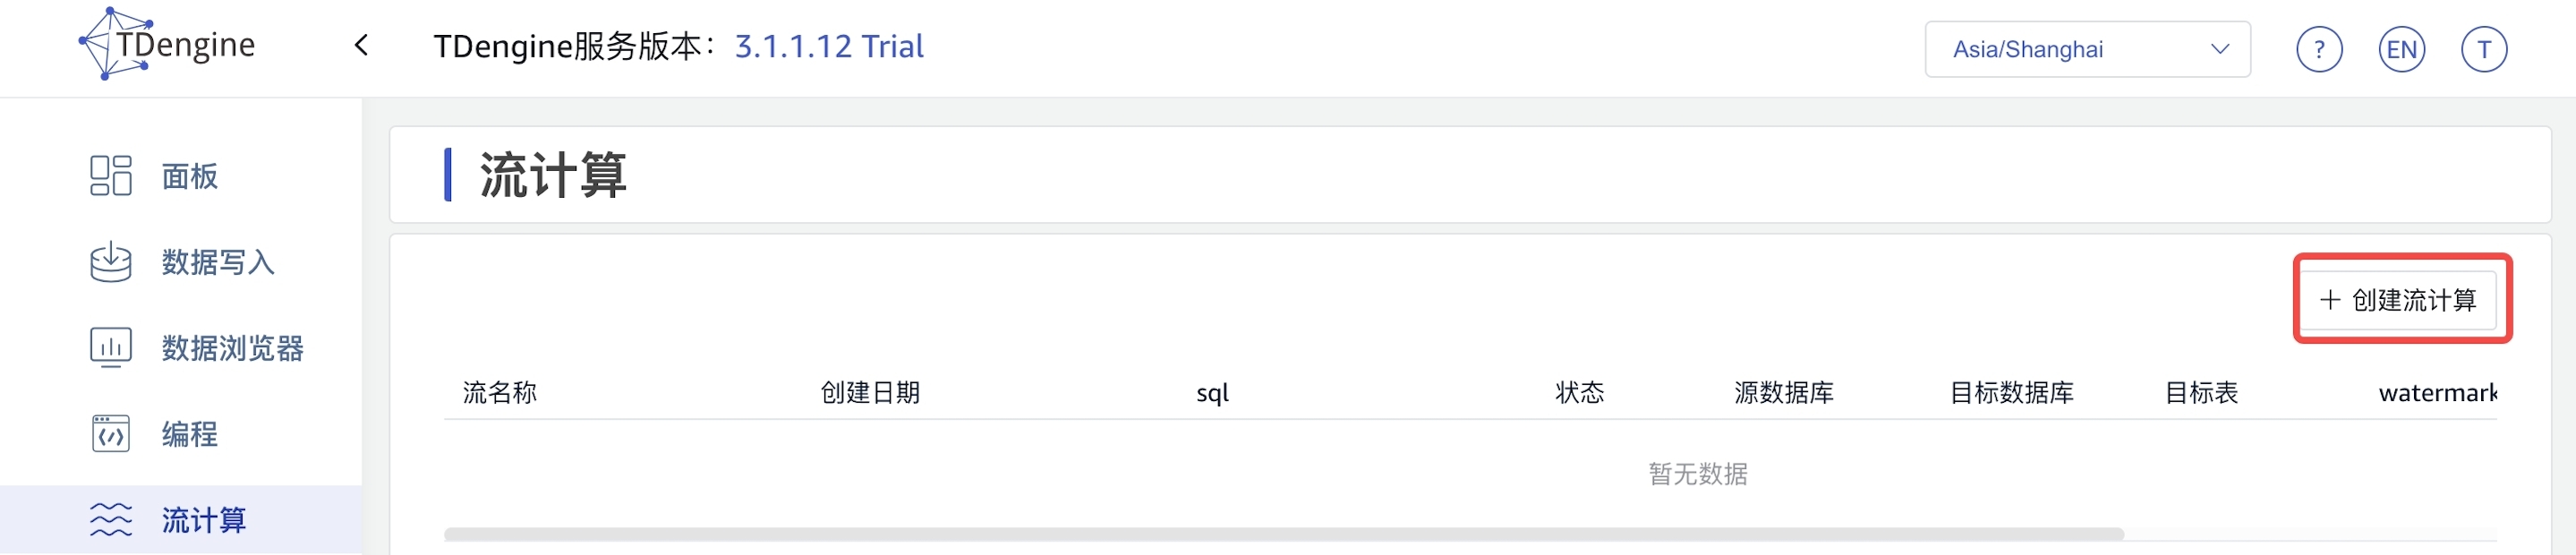 TDengine
TDengine服务版本：3.1.1.12 Trial
Asia/Shanghai
?
EN
T
面板
数据写入
数据浏览器
编程
流计算
流计算
+ 创建流计算
流名称 创建日期 sql 状态 源数据库 目标数据库 目标表 watermark
暂无数据